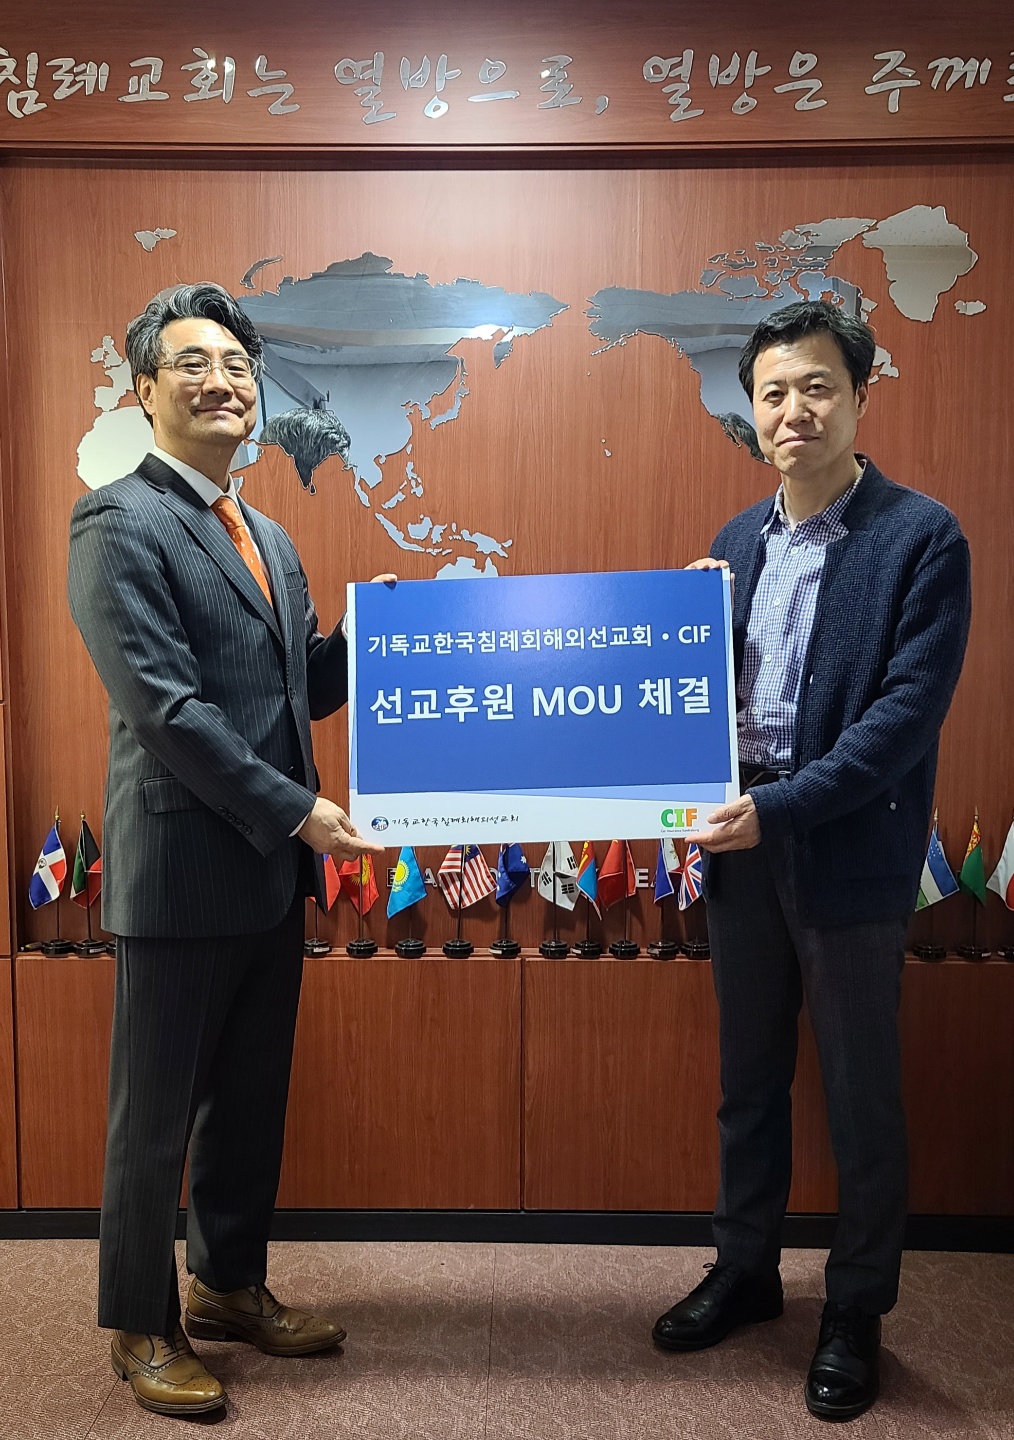 침례교회는 열방으로, 열방은 주께
기독교한국침례회해외선교회 • CIF
선교후원 MOU 체결
기독교한국침례회해외선교회
CIF